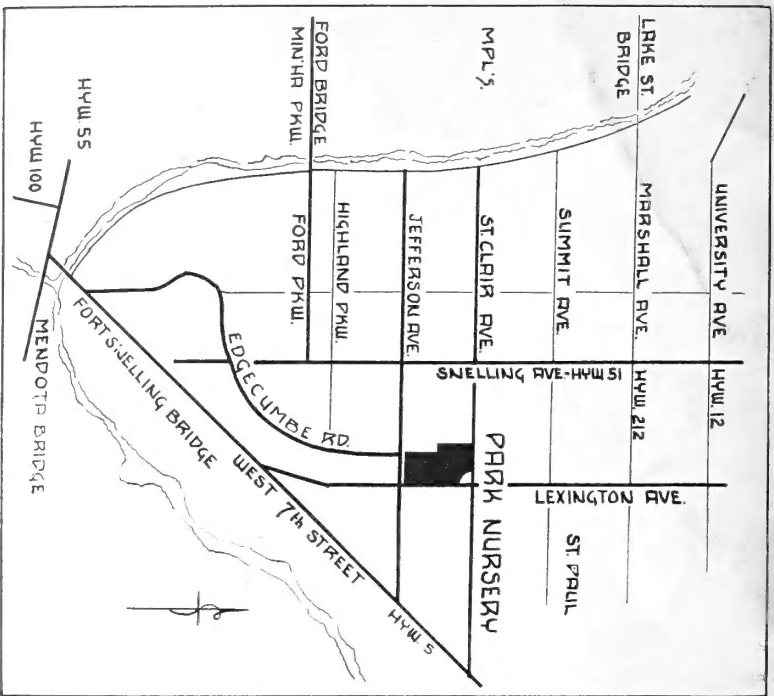 LAKE ST.
BRIDGE
MPL'S.
FORD BRIDGE
MIN'HA PKW.
HYW. 55
HYW 100
UNIVERSITY AVE HYW. 12
MARSHALL AVE. HYW. 212
SUMMIT AVE.
ST. CLAIR AVE.
JEFFERSON AVE.
HIGHLAND PKW.
FORD PKW.
SNELLING AVE-HYW 51
EDGECUMBE RD.
LEXINGTON AVE.
PARK NURSERY
ST. PAUL
FORT SNELLING BRIDGE
WEST 7th STREET
HYW. 5
MENDOTA BRIDGE